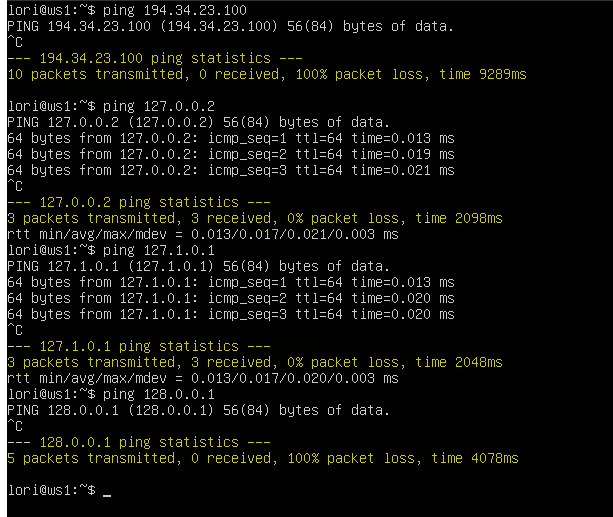 lori@ws1:~$ ping 194.34.23.100
PING 194.34.23.100 (194.34.23.100) 56(84) bytes of data.
^C
--- 194.34.23.100 ping statistics ---
10 packets transmitted, 0 received, 100% packet loss, time 9289ms

lori@ws1:~$ ping 127.0.0.2
PING 127.0.0.2 (127.0.0.2) 56(84) bytes of data.
64 bytes from 127.0.0.2: icmp_seq=1 ttl=64 time=0.013 ms
64 bytes from 127.0.0.2: icmp_seq=2 ttl=64 time=0.019 ms
64 bytes from 127.0.0.2: icmp_seq=3 ttl=64 time=0.021 ms
^C
--- 127.0.0.2 ping statistics ---
3 packets transmitted, 3 received, 0% packet loss, time 2098ms
rtt min/avg/max/mdev = 0.013/0.017/0.021/0.003 ms
lori@ws1:~$ ping 127.1.0.1
PING 127.1.0.1 (127.1.0.1) 56(84) bytes of data.
64 bytes from 127.1.0.1: icmp_seq=1 ttl=64 time=0.013 ms
64 bytes from 127.1.0.1: icmp_seq=2 ttl=64 time=0.020 ms
64 bytes from 127.1.0.1: icmp_seq=3 ttl=64 time=0.020 ms
^C
--- 127.1.0.1 ping statistics ---
3 packets transmitted, 3 received, 0% packet loss, time 2048ms
rtt min/avg/max/mdev = 0.013/0.017/0.020/0.003 ms
lori@ws1:~$ ping 128.0.0.1
PING 128.0.0.1 (128.0.0.1) 56(84) bytes of data.
^C
--- 128.0.0.1 ping statistics ---
5 packets transmitted, 0 received, 100% packet loss, time 4078ms

lori@ws1:~$ _